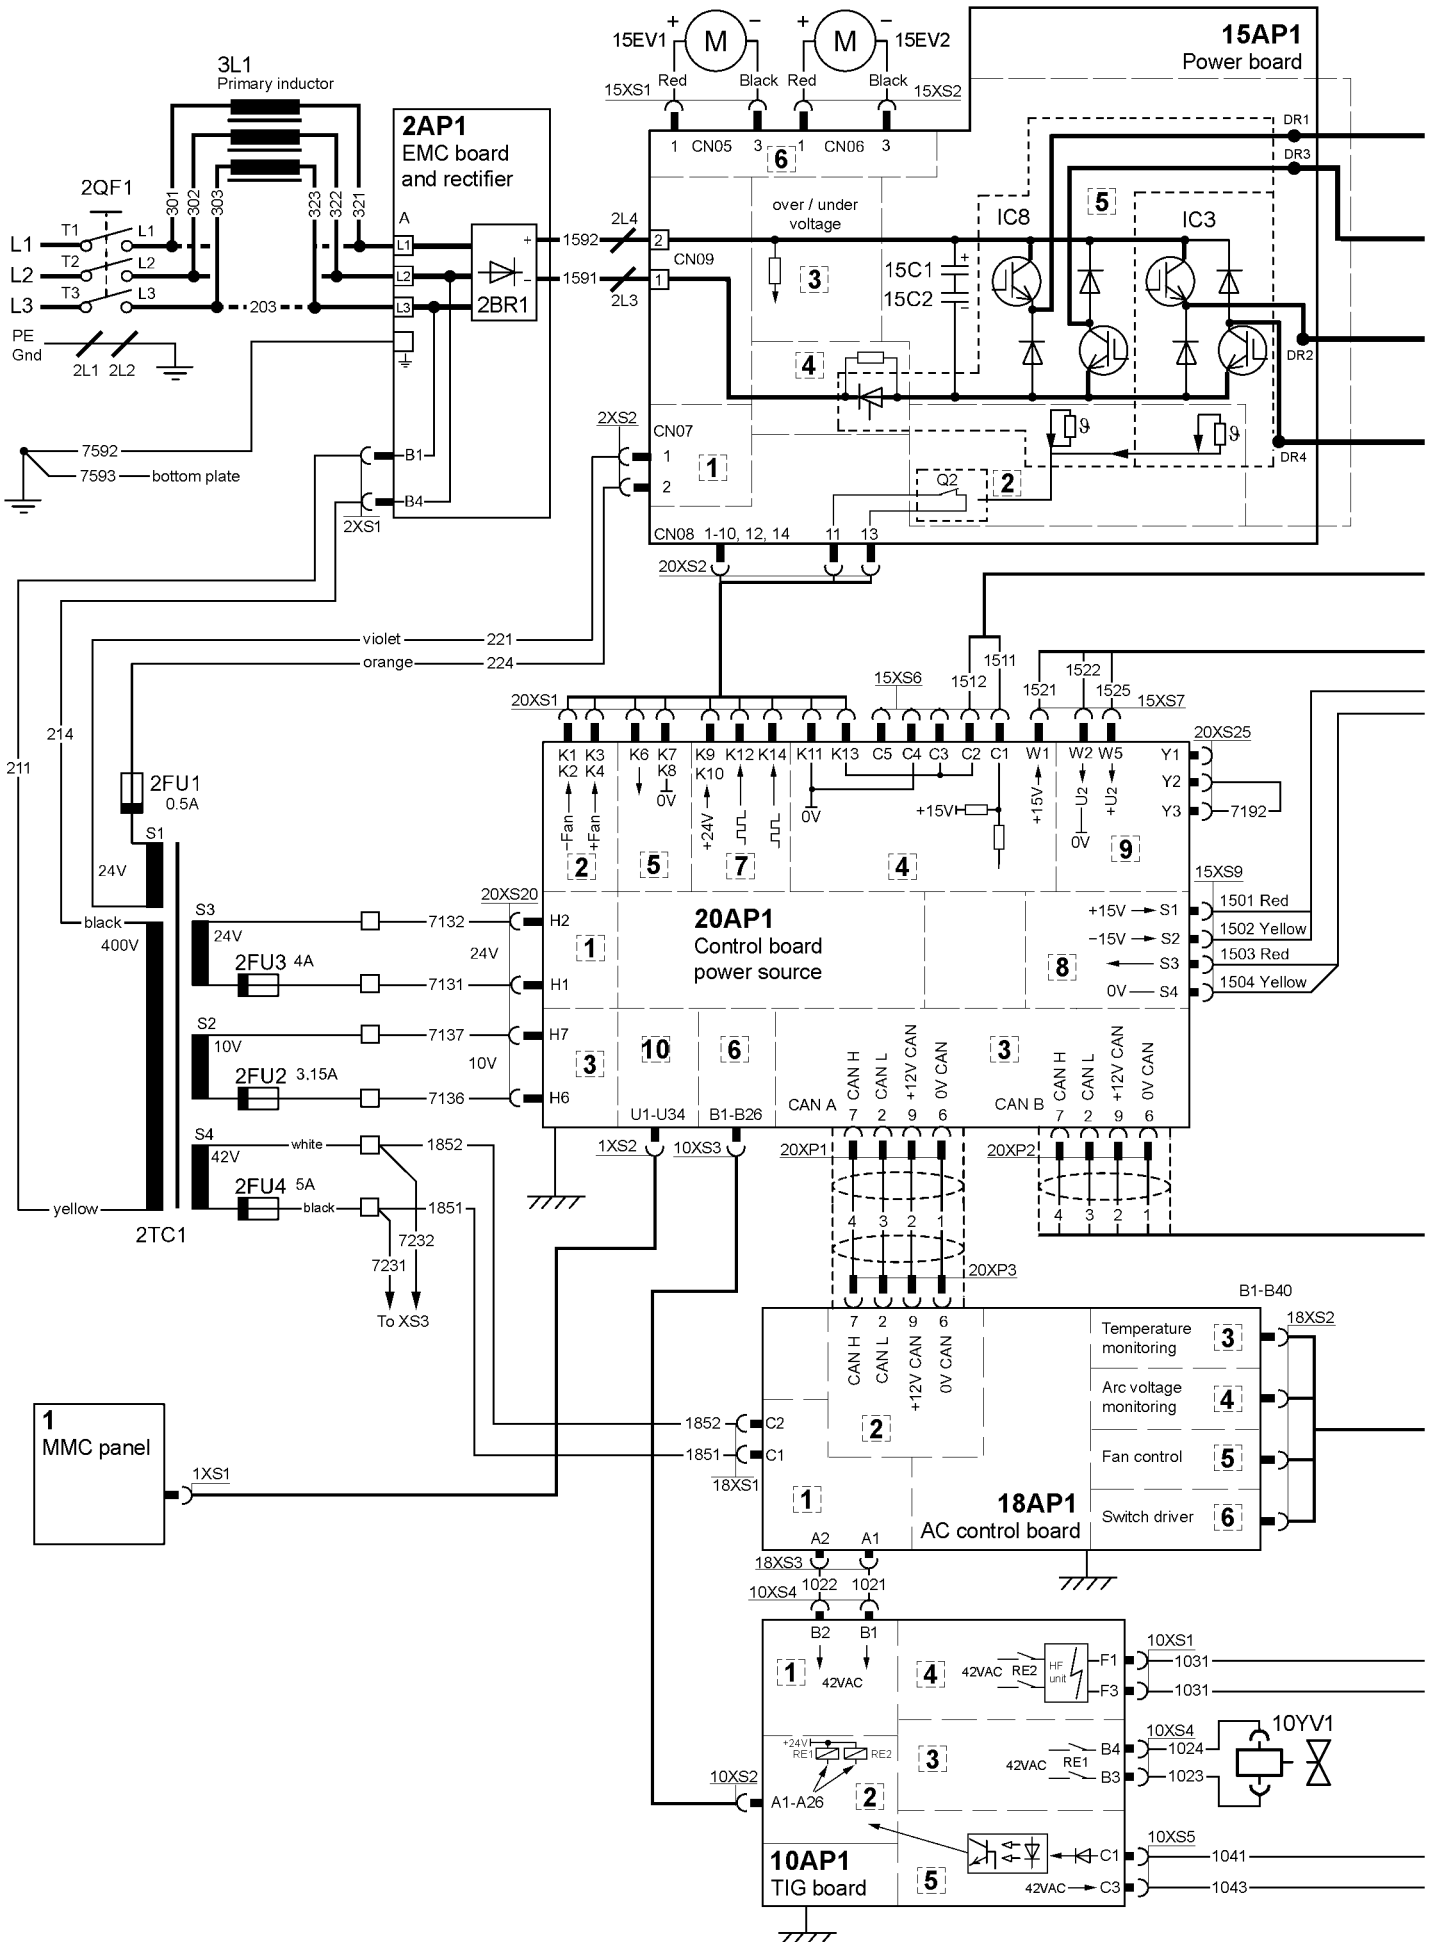 15EV1
+
M
−
+
M
−
15EV2
Red
Black
Red
Black
15XS1
15XS2
15AP1
Power board
3L1
Primary inductor
2AP1
EMC board
and rectifier
2QF1
301
302
303
323
322
321
A
L1
T1
L1
L1
L2
T2
L2
L2
L3
T3
L3
203
L3
+
−
2BR1
1592
2L4
2
CN09
1591
2L3
1
PE
Gnd
2L1
2L2
7592
7593
bottom plate
B1
B4
2XS1
1
CN05
3
1
CN06
3
6
over / under
voltage
3
4
15C1
15C2
+
−
IC8
5
IC3
DR1
DR3
DR2
DR4
ϑ
ϑ
2XS2
CN07
1
2
1
Q2
2
CN08
1-10, 12, 14
11
13
20XS2
violet
221
orange
224
214
211
2FU1
0.5A
S1
24V
black
400V
yellow
2TC1
S3
24V
2FU3
4A
7132
7131
24V
S2
10V
2FU2
3.15A
7137
7136
10V
S4
42V
white
1852
2FU4
5A
black
1851
7232
7231
To XS3
20XS20
20XS1
15XS6
1512
1511
1521
1522
1525
15XS7
K1
K2
K3
K4
K6
K7
K8
K9
K10
K12
K14
K11
K13
C5
C4
C3
C2
C1
W1
W2
W5
−Fan
+Fan
0V
+24V
0V
+15V
+15V
0V
U2
+U2
2
5
7
4
9
Y1
Y2
Y3
20XS25
7192
H2
H1
1
20AP1
Control board
power source
8
+15V
S1
−15V
S2
S3
0V
S4
15XS9
1501 Red
1502 Yellow
1503 Red
1504 Yellow
H7
H6
3
10
U1-U34
6
B1-B26
3
CAN A
CAN H
CAN L
+12V CAN
0V CAN
7
2
9
6
CAN B
CAN H
CAN L
+12V CAN
0V CAN
7
2
9
6
1XS2
10XS3
20XP1
20XP2
4
3
2
1
4
3
2
1
20XP3
7
2
9
6
CAN H
CAN L
+12V CAN
0V CAN
2
B1-B40
18XS2
Temperature
monitoring
3
Arc voltage
monitoring
4
Fan control
5
Switch driver
6
1852
C2
1851
C1
18XS1
1
18AP1
AC control board
A2
A1
1
MMC panel
1XS1
18XS3
1022
1021
10XS4
B2
B1
1
42VAC
4
42VAC
RE2
HF
unit
F1
F3
10XS1
1031
1031
3
42VAC
RE1
B4
B3
10XS4
1024
1023
10YV1
+24V
RE1
RE2
2
A1-A26
10XS2
10AP1
TIG board
5
C1
42VAC
C3
10XS5
1041
1043